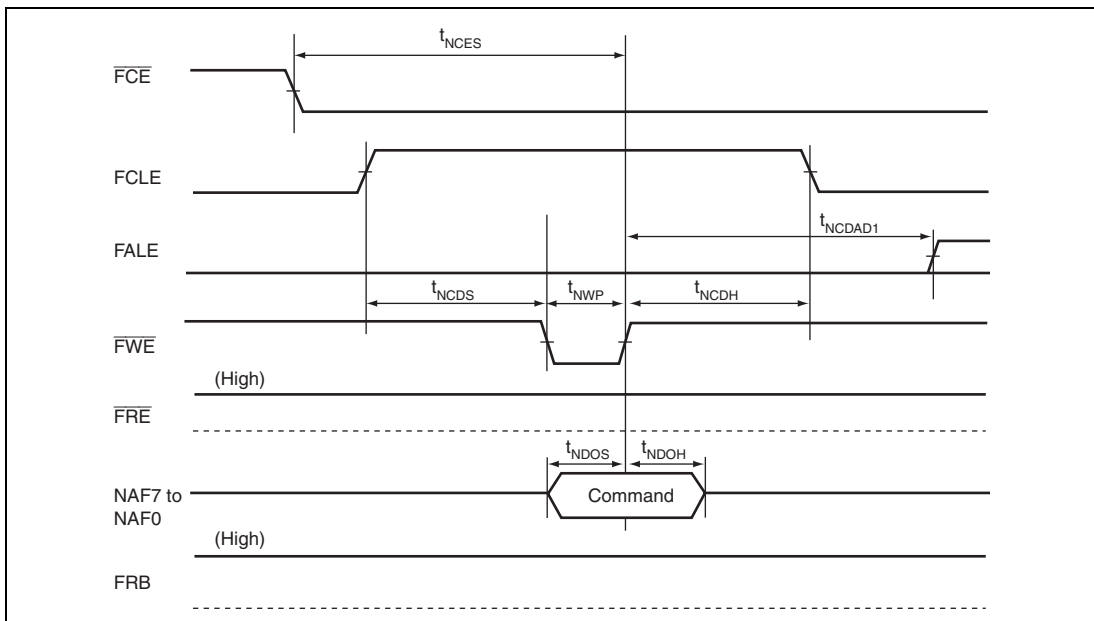 tNCES
FCE
FCLE
tNCDAD1
FALE
tNCDS tNWP tNCDH
FWE
(High)
FRE
tNDOS tNDOH
NAF7 to
NAF0
Command
(High)
FRB